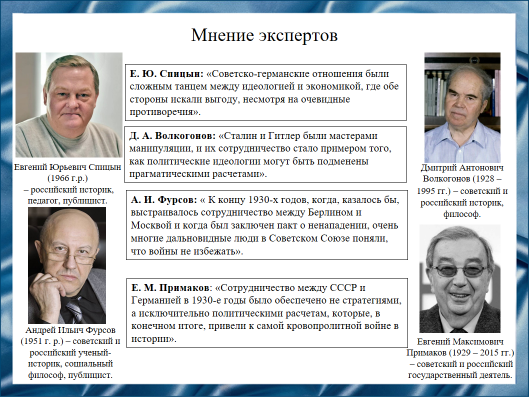 Мнение экспертов
Е. Ю. Спицын: «Советско-германские отношения были
сложным танцем между идеологией и экономикой, где обе
стороны искали выгоду, несмотря на очевидные
противоречия».
Евгений Юрьевич Спицын
(1966 г.р.)
– российский историк,
педагог, публицист.
Д. А. Волкогонов: «Сталин и Гитлер были мастерами
манипуляции, и их сотрудничество стало примером того,
как политические идеологии могут быть подменены
прагматическими расчетами».
Дмитрий Антонович
Волкогонов (1928 –
1995 гг.) – советский и
российский историк,
философ.
А. И. Фурсов: « К концу 1930-х годов, когда, казалось бы,
выстраивалось сотрудничество между Берлином и
Москвой и когда был заключен пакт о ненападении, очень
многие дальновидные люди в Советском Союзе поняли,
что войны не избежать».
Андрей Ильич Фурсов
(1951 г. р.) – советский и
российский ученый-
историк, социальный
философ, публицист.
Е. М. Примаков: «Сотрудничество между СССР и
Германией в 1930-е годы было обеспечено не стратегиями,
а исключительно политическими расчетам, которые, в
конечном итоге, привели к самой кровопролитной войне в
истории».
Евгений Максимович
Примаков (1929 – 2015 гг.)
– советский и российский
государственный деятель.